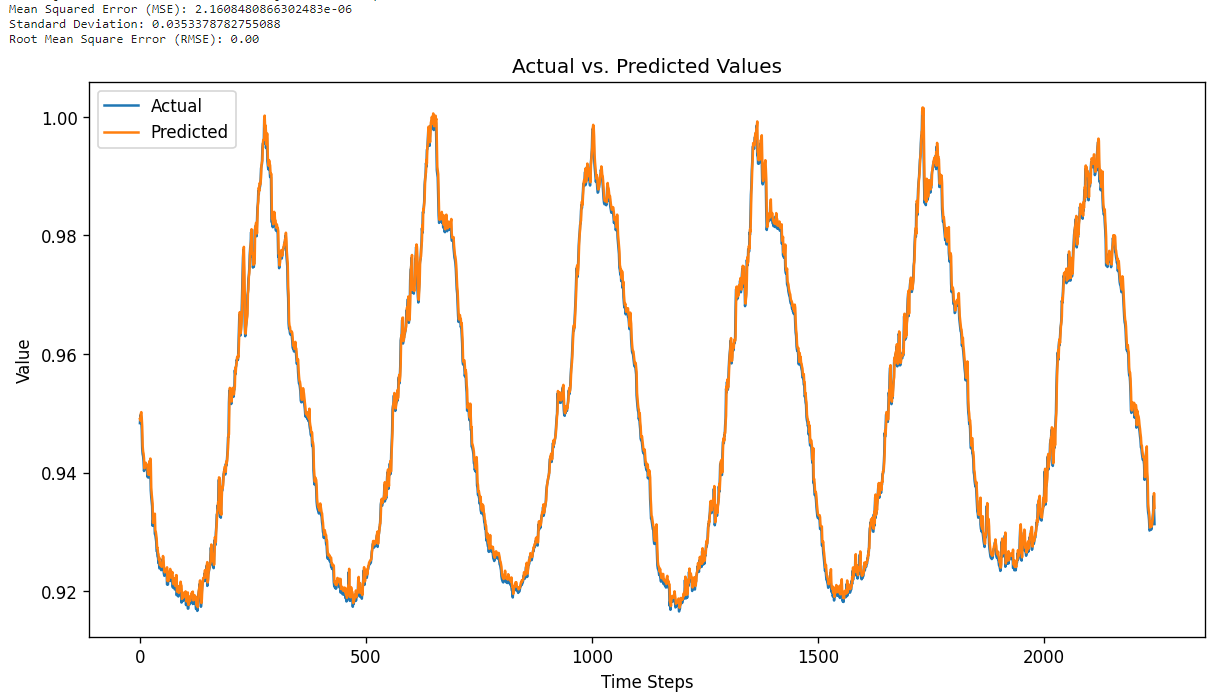 Mean Squared Error (MSE): 2.1608480866302483e-06
Standard Deviation: 0.0353378782755088
Root Mean Square Error (RMSE): 0.00
Actual vs. Predicted Values
Actual
Predicted
1.00
0.98
0.96
0.94
0.92
Value
0 500 1000 1500 2000
Time Steps